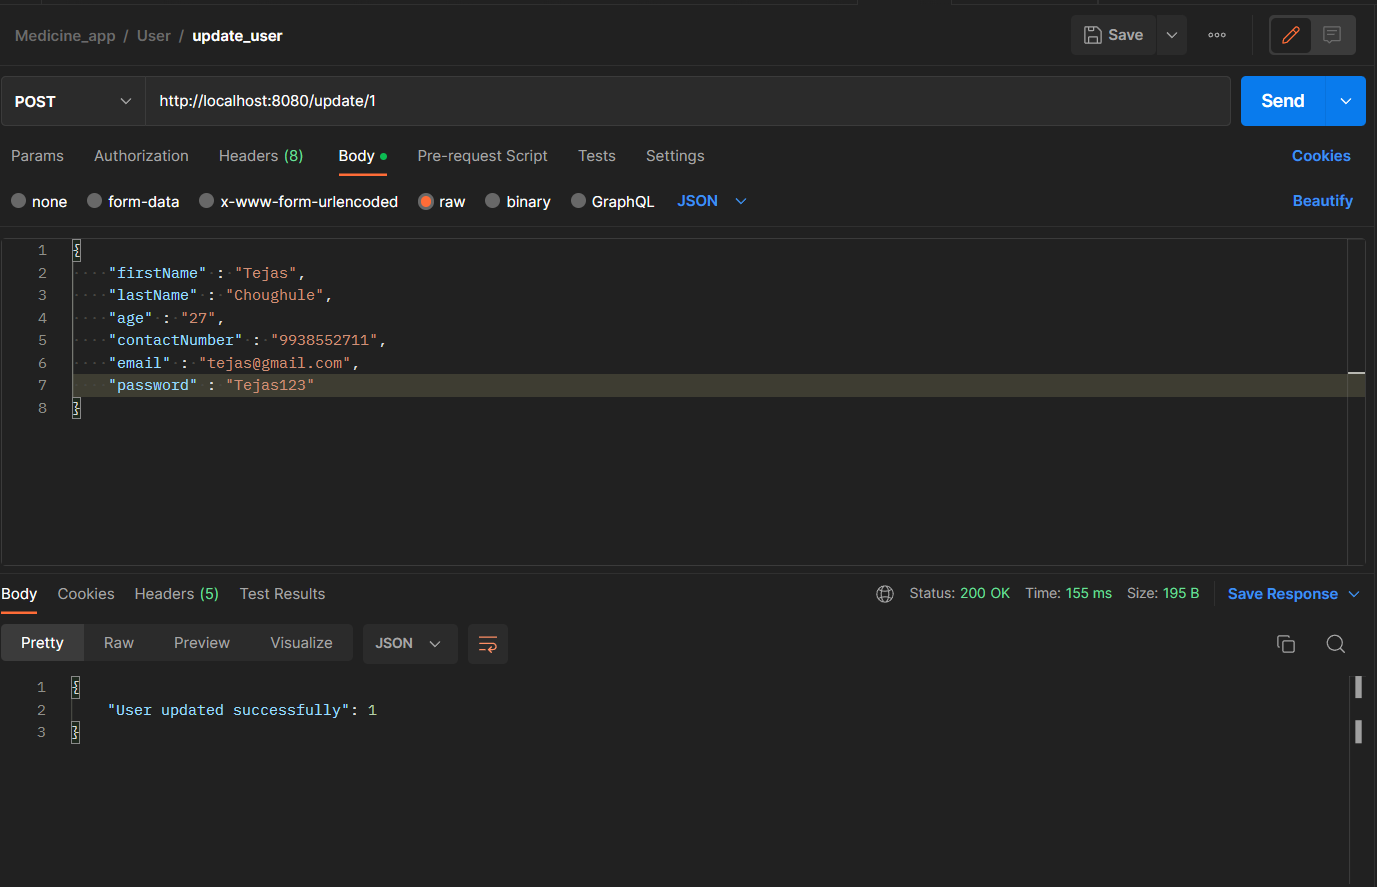 Medicine_app / User / update_user Save
POST http://localhost:8080/update/1 Send
Params Authorization Headers (8) Body Pre-request Script Tests Settings Cookies
none form-data x-www-form-urlencoded raw binary GraphQL JSON Beautify
1 {
2 "firstName" : "Tejas",
3 "lastName" : "Choughule",
4 "age" : "27",
5 "contactNumber" : "9938552711",
6 "email" : "tejas@gmail.com",
7 "password" : "Tejas123"
8 }
Body Cookies Headers (5) Test Results Status: 200 OK Time: 155 ms Size: 195 B Save Response
Pretty Raw Preview Visualize JSON
1 {
2 "User updated successfully": 1
3 }